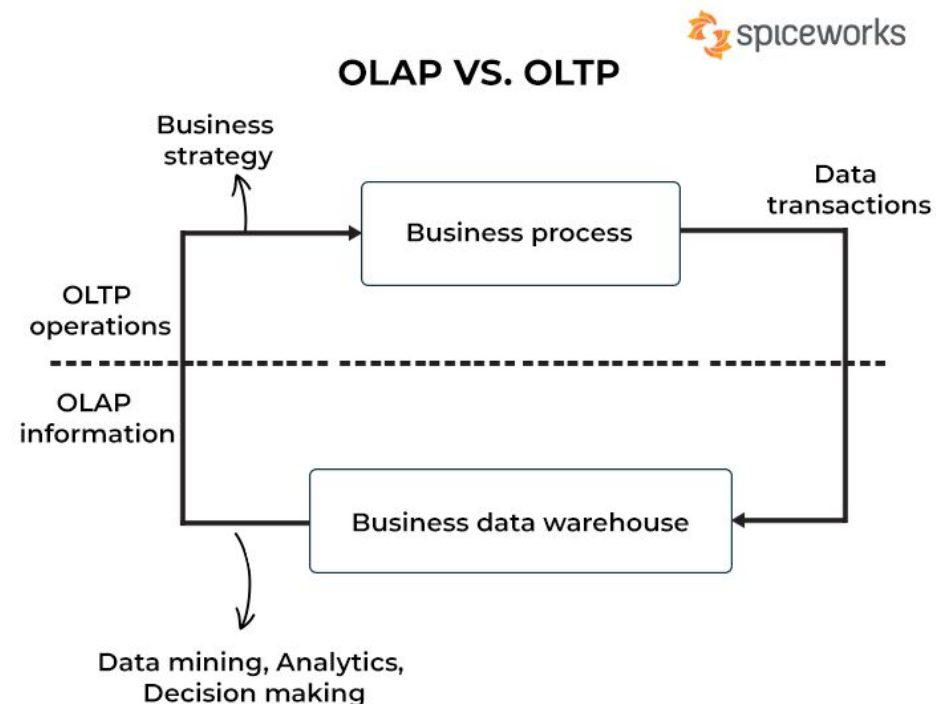 spiceworks
OLAP VS. OLTP
Business
strategy
Data
transactions
Business process
OLTP
operations
OLAP
information
Business data warehouse
Data mining, Analytics,
Decision making